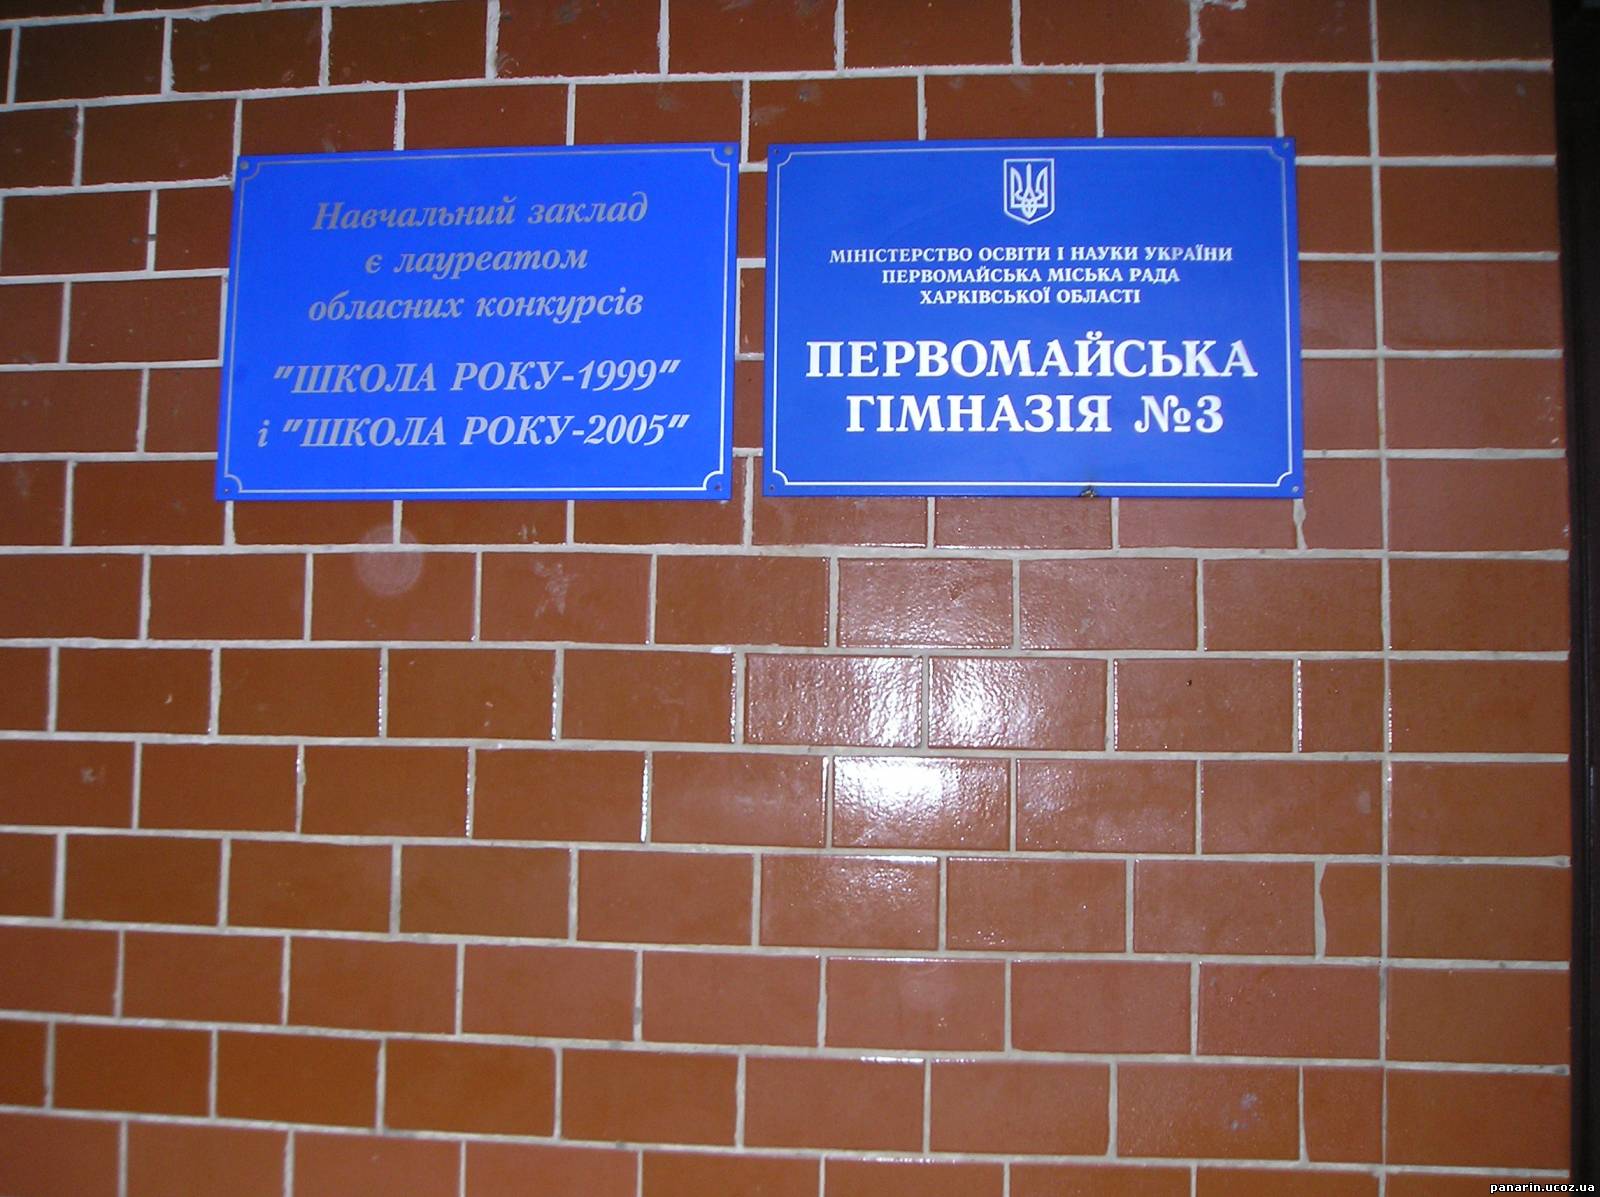 Навчальний заклад
є лауреатом
обласних конкурсів
"ШКОЛА РОКУ-1999"
і "ШКОЛА РОКУ-2005"
МІНІСТЕРСТВО ОСВІТИ І НАУКИ УКРАЇНИ
ПЕРВОМАЙСЬКА МІСЬКА РАДА
ХАРКІВСЬКОЇ ОБЛАСТІ
ПЕРВОМАЙСЬКА
ГІМНАЗІЯ №3
panarin.ucoz.ua